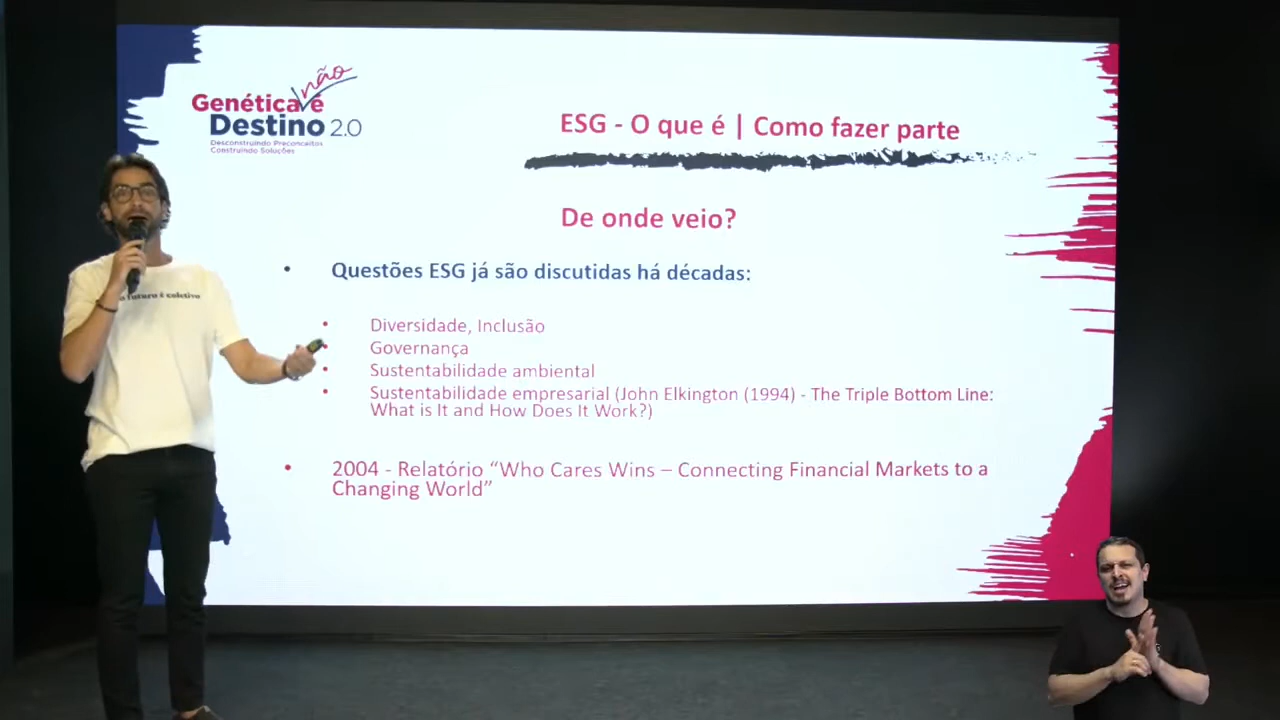 não
Genética é
Destino 2.0
Desconstruindo Preconceitos
Construindo Soluções
ESG - O que é | Como fazer parte
De onde veio?
• Questões ESG já são discutidas há décadas:
• Diversidade, Inclusão
• Governança
• Sustentabilidade ambiental
• Sustentabilidade empresarial (John Elkington (1994) - The Triple Bottom Line:
What is It and How Does It Work?)
• 2004 - Relatório “Who Cares Wins – Connecting Financial Markets to a
Changing World”
o futuro é coletivo